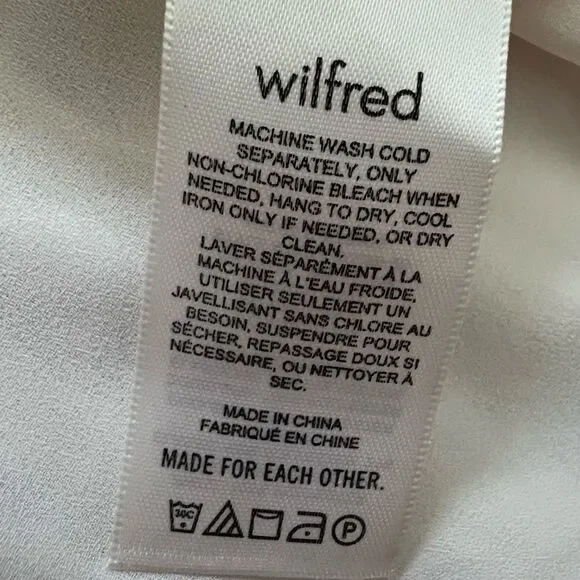 wilfred
MACHINE WASH COLD
SEPARATELY, ONLY
NON-CHLORINE BLEACH WHEN
NEEDED, HANG TO DRY, COOL
IRON ONLY IF NEEDED, OR DRY
CLEAN.
LAVER SÉPARÉMENT À LA
MACHINE À L'EAU FROIDE,
UTILISER SEULEMENT UN
JAVELLISANT SANS CHLORE AU
BESOIN, SUSPENDRE POUR
SÉCHER, REPASSAGE DOUX SI
NÉCESSAIRE, OU NETTOYER À
SEC.
MADE IN CHINA
FABRIQUÉ EN CHINE
MADE FOR EACH OTHER.
30C P